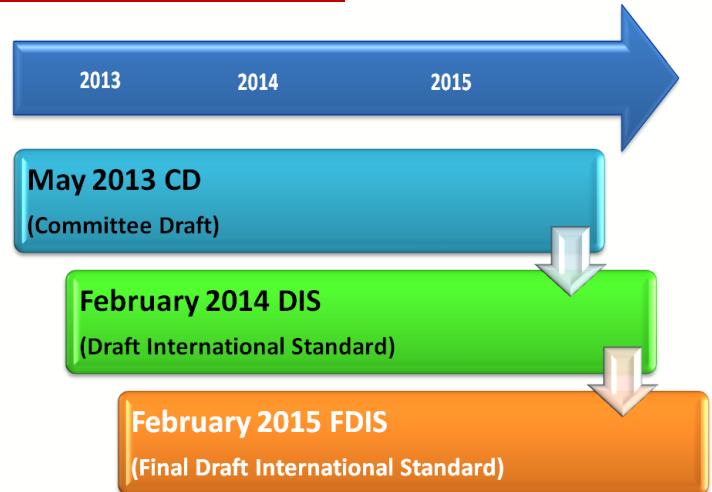 2013 2014 2015
May 2013 CD
(Committee Draft)
February 2014 DIS
(Draft International Standard)
February 2015 FDIS
(Final Draft International Standard)